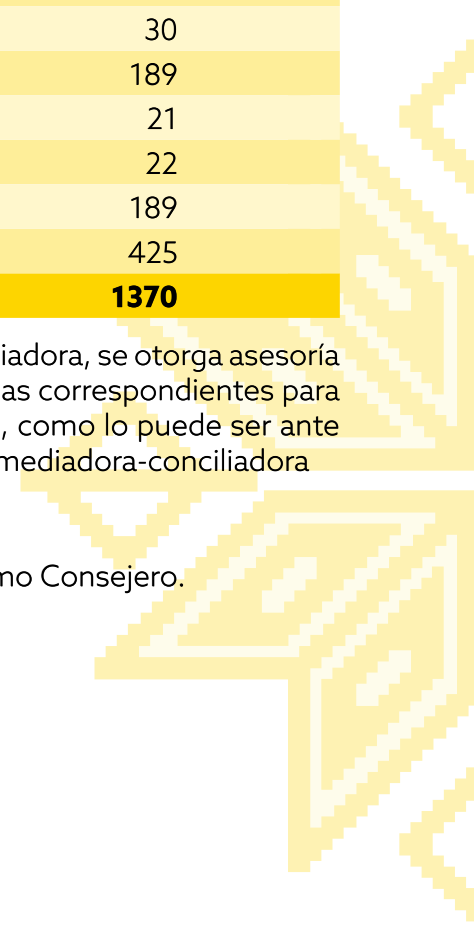 30
189
21
22
189
425
1370
iadora, se otorga asesoría
as correspondientes para
, como lo puede ser ante
mediadora-conciliadora
mo Consejero.